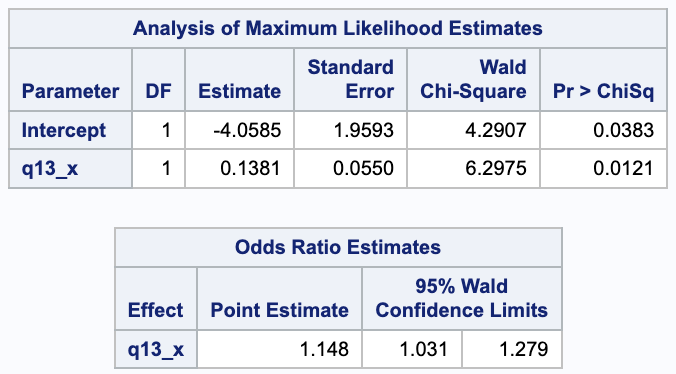 Analysis of Maximum Likelihood Estimates
Standard Wald
Parameter DF Estimate Error Chi-Square Pr > ChiSq
Intercept 1 -4.0585 1.9593 4.2907 0.0383
q13_x 1 0.1381 0.0550 6.2975 0.0121
Odds Ratio Estimates
95% Wald
Effect Point Estimate Confidence Limits
q13_x 1.148 1.031 1.279